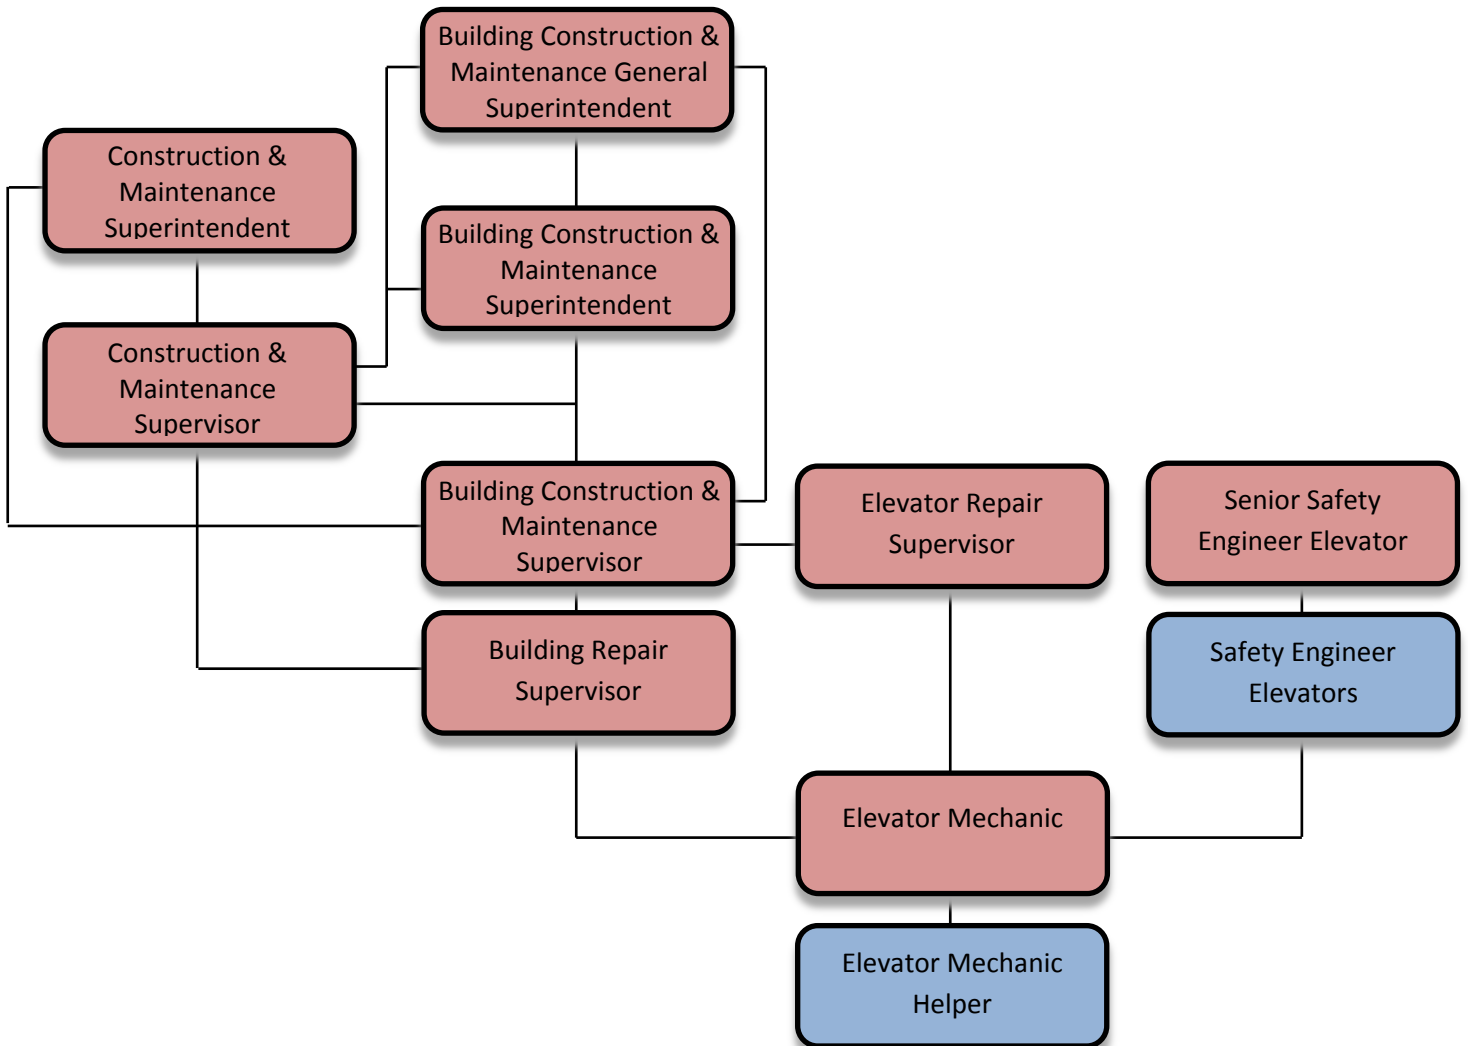 Building Construction &
Maintenance General
Superintendent
Construction &
Maintenance
Superintendent
Building Construction &
Maintenance
Superintendent
Construction &
Maintenance
Supervisor
Building Construction &
Maintenance
Supervisor
Elevator Repair
Supervisor
Senior Safety
Engineer Elevator
Building Repair
Supervisor
Safety Engineer
Elevators
Elevator Mechanic
Elevator Mechanic
Helper